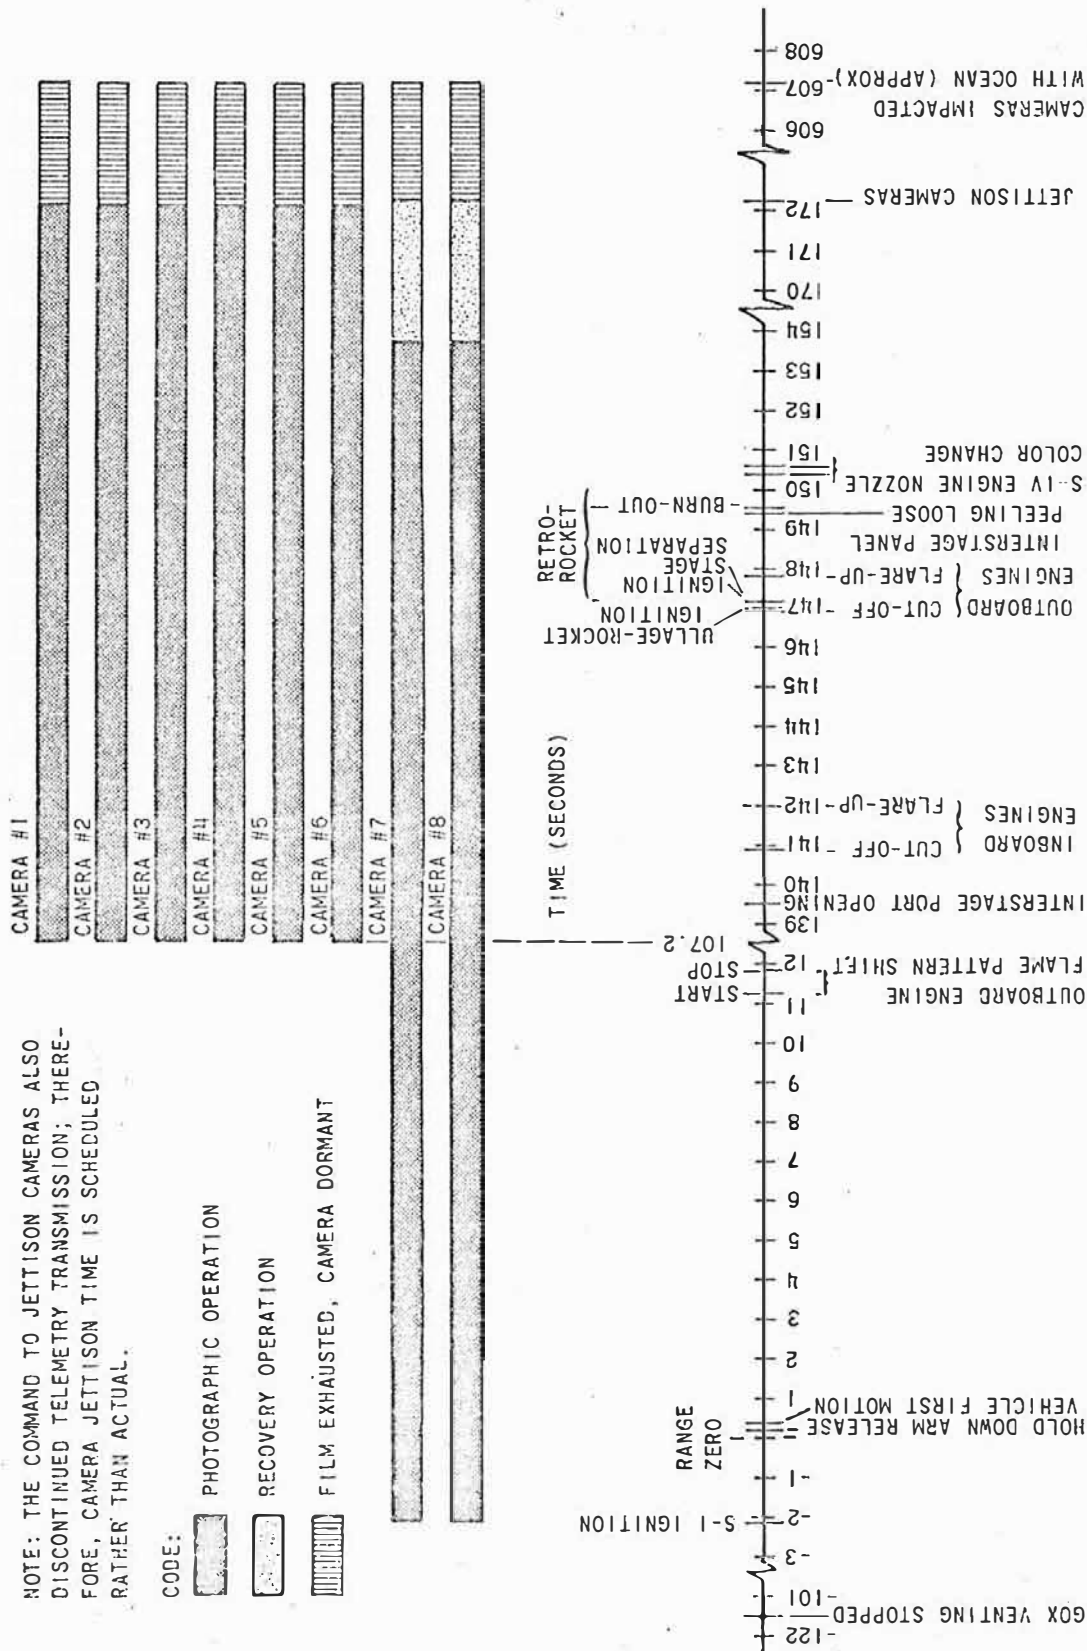 NOTE: THE COMMAND TO JETTISON CAMERAS ALSO
DISCONTINUED TELEMETRY TRANSMISSION; THERE-
FORE, CAMERA JETTISON TIME IS SCHEDULED
RATHER THAN ACTUAL.
CODE:
PHOTOGRAPHIC OPERATION
RECOVERY OPERATION
FILM EXHAUSTED, CAMERA DORMANT
CAMERA #1
CAMERA #2
CAMERA #3
CAMERA #4
CAMERA #5
CAMERA #6
CAMERA #7
CAMERA #8
TIME (SECONDS)
RANGE
ZERO
S-I IGNITION
START
STOP
107.2
ULLAGE-ROCKET
IGNITION
RETRO-
ROCKET
IGNITION
STAGE
SEPARATION
BURN-OUT
-122
-101
-3
-2
-1
1
2
3
4
5
6
7
8
9
10
11
12
139
140
141
142
143
144
145
146
147
148
149
150
151
152
153
154
170
171
172
606
607
608
GOX VENTING STOPPED
HOLD DOWN ARM RELEASE
VEHICLE FIRST MOTION
OUTBOARD ENGINE
FLAME PATTERN SHIFT
INTERSTAGE PORT OPENING
INBOARD
ENGINES
CUT-OFF
FLARE-UP
OUTBOARD
ENGINES
CUT-OFF
FLARE-UP
INTERSTAGE PANEL
PEELING LOOSE
S-IV ENGINE NOZZLE
COLOR CHANGE
JETTISON CAMERAS
CAMERAS IMPACTED
WITH OCEAN (APPROX)